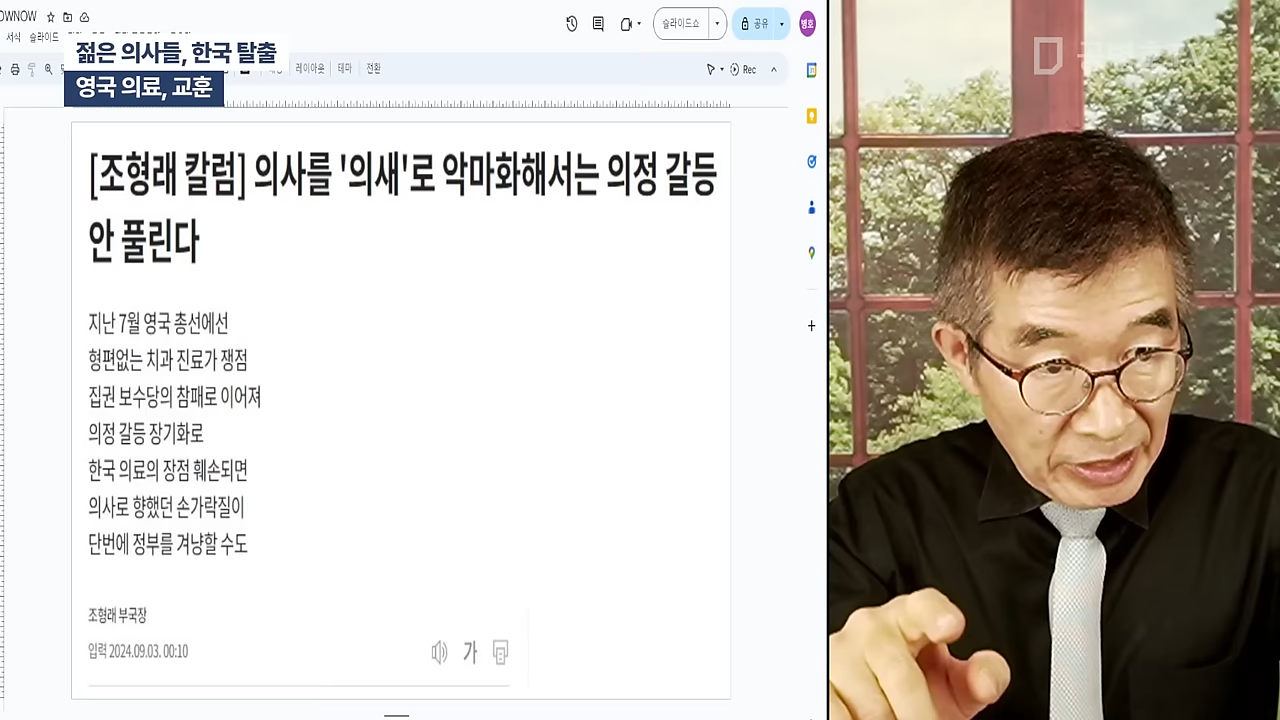 OWNOW
서식 슬라이드
슬라이드쇼
공유
병호
젊은 의사들, 한국 탈출
영국 의료, 교훈
레이아웃 테마 전환
Rec
[조형래 칼럼] 의사를 '의새'로 악마화해서는 의정 갈등
안 풀린다
지난 7월 영국 총선에선
형편없는 치과 진료가 쟁점
집권 보수당의 참패로 이어져
의정 갈등 장기화로
한국 의료의 장점 훼손되면
의사로 향했던 손가락질이
단번에 정부를 겨냥할 수도
조형래 부국장
입력 2024.09.03. 00:10
가